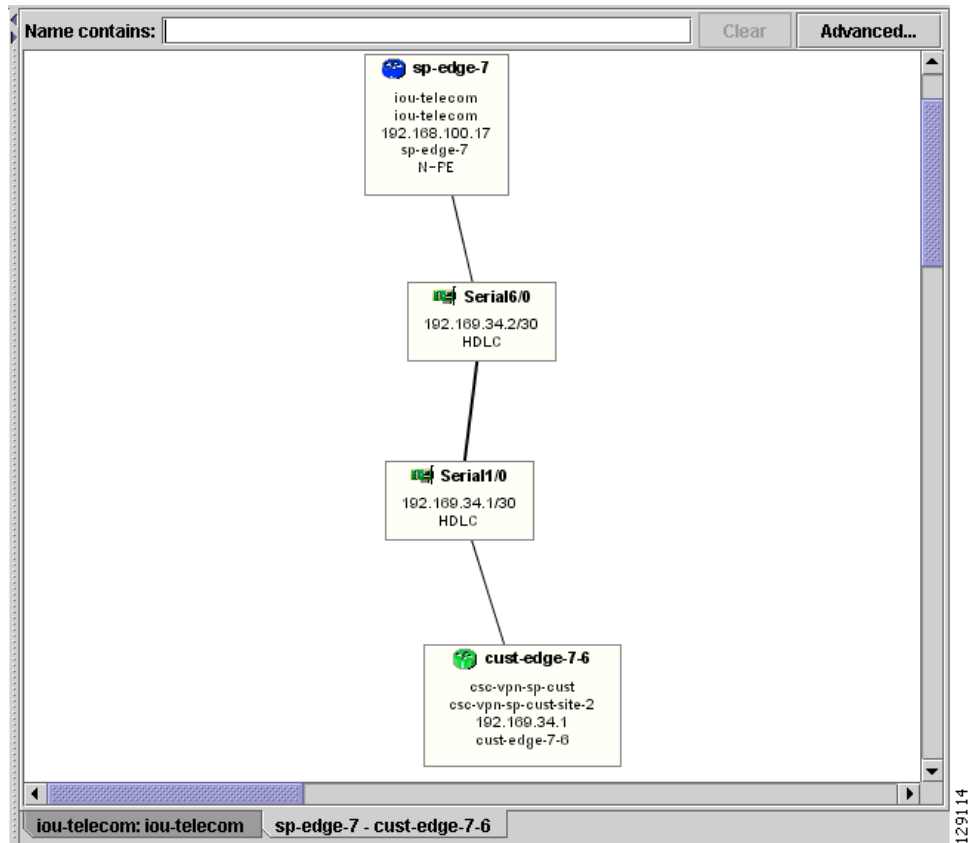 Name contains:
Clear
Advanced...
sp-edge-7
iou-telecom
iou-telecom
192.168.100.17
sp-edge-7
N-PE
Serial6/0
192.169.34.2/30
HDLC
Serial1/0
192.169.34.1/30
HDLC
cust-edge-7-6
csc-vpn-sp-cust
csc-vpn-sp-cust-site-2
192.169.34.1
cust-edge-7-6
iou-telecom: iou-telecom
sp-edge-7 - cust-edge-7-6
129114